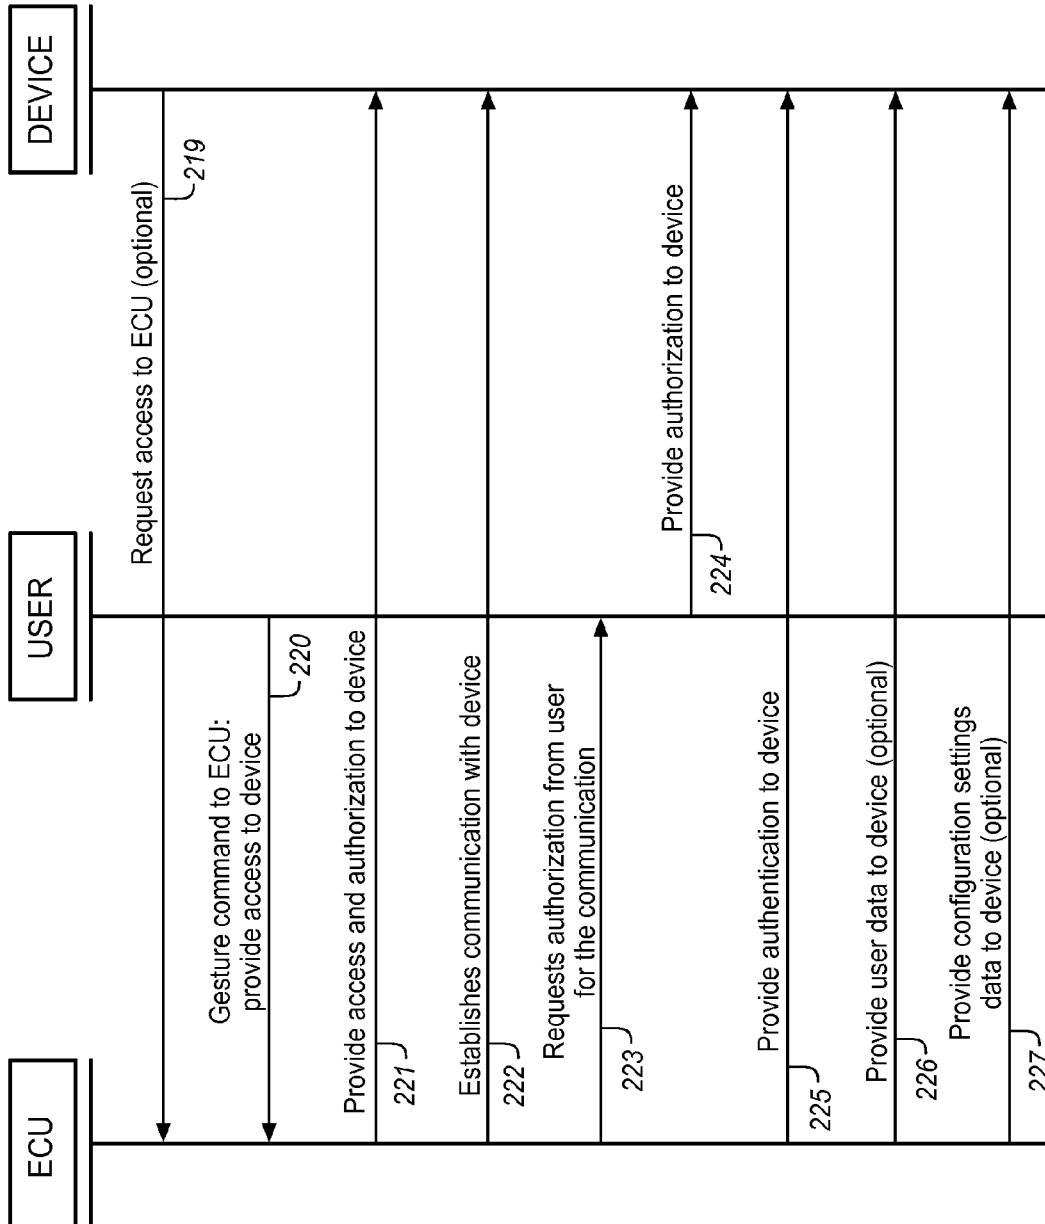 ECU
USER
DEVICE
Request access to ECU (optional)
219
Gesture command to ECU:
provide access to device
220
Provide access and authorization to device
221
Establishes communication with device
222
Requests authorization from user
for the communication
223
Provide authorization to device
224
Provide authentication to device
225
Provide user data to device (optional)
226
Provide configuration settings
data to device (optional)
227